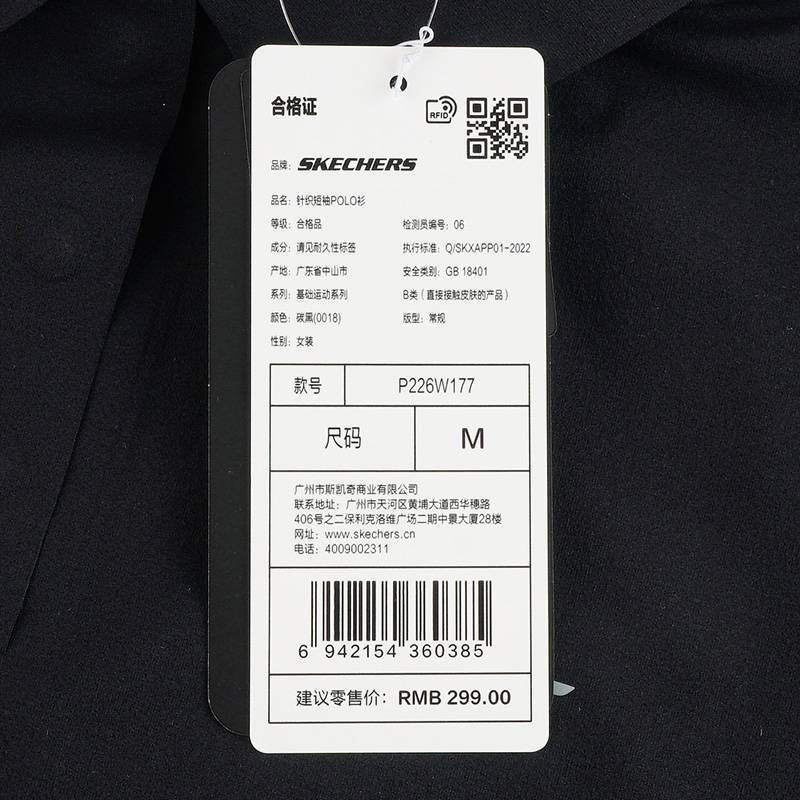 合格证
RFID
品牌: SKECHERS
品名: 针织短袖POLO衫
等级: 合格品 检测员编号: 06
成分: 请见耐久性标签 执行标准: Q/SKXAPP01-2022
产地: 广东省中山市 安全类别: GB 18401
系列: 基础运动系列 B类 (直接接触皮肤的产品)
颜色: 碳黑(0018) 版型: 常规
性别: 女装
款号 P226W177
尺码 M
广州市斯凯奇商业有限公司
联系地址: 广州市天河区黄埔大道西华穗路
406号之二保利克洛维广场二期中景大厦28楼
网址: www.skechers.cn
电话: 4009002311
6 942154 360385
建议零售价: RMB 299.00